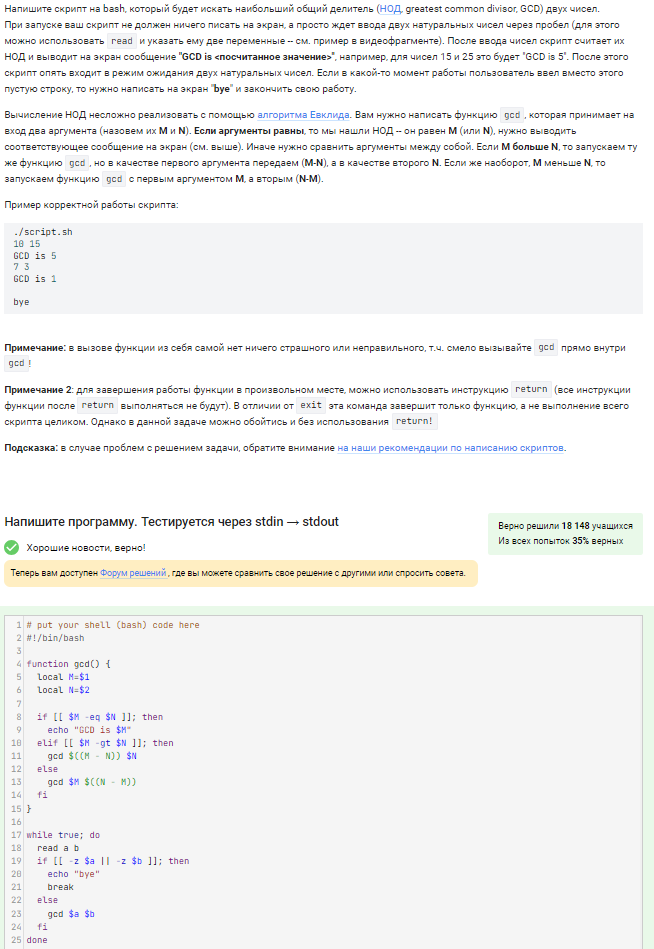 Напишите скрипт на bash, который будет искать наибольший общий делитель (НОД, greatest common divisor, GCD) двух чисел.
При запуске ваш скрипт не должен ничего писать на экран, а просто ждет ввода двух натуральных чисел через пробел (для этого
можно использовать read и указать ему две переменные -- см. пример в видеофрагменте). После ввода чисел скрипт считает их
НОД и выводит на экран сообщение "GCD is <посчитанное значение>", например, для чисел 15 и 25 это будет "GCD is 5". После этого
скрипт опять входит в режим ожидания двух натуральных чисел. Если в какой-то момент работы пользователь ввел вместо этого
пустую строку, то нужно написать на экран "bye" и закончить свою работу.
Вычисление НОД несложно реализовать с помощью алгоритма Евклида. Вам нужно написать функцию gcd , которая принимает на
вход два аргумента (назовем их M и N). Если аргументы равны, то мы нашли НОД -- он равен M (или N), нужно выводить
соответствующее сообщение на экран (см. выше). Иначе нужно сравнить аргументы между собой. Если M больше N, то запускаем ту
же функцию gcd , но в качестве первого аргумента передаем (M-N), а в качестве второго N. Если же наоборот, M меньше N, то
запускаем функцию gcd с первым аргументом M, а вторым (N-M).
Пример корректной работы скрипта:
./script.sh
10 15
GCD is 5
7 3
GCD is 1
bye
Примечание: в вызове функции из себя самой нет ничего страшного или неправильного, т.ч. смело вызывайте gcd прямо внутри
gcd !
Примечание 2: для завершения работы функции в произвольном месте, можно использовать инструкцию return (все инструкции
функции после return выполняться не будут). В отличии от exit эта команда завершит только функцию, а не выполнение всего
скрипта целиком. Однако в данной задаче можно обойтись и без использования return!
Подсказка: в случае проблем с решением задачи, обратите внимание на наши рекомендации по написанию скриптов.
Напишите программу. Тестируется через stdin → stdout
Верно решили 18 148 учащихся
Из всех попыток 35% верных
Хорошие новости, верно!
Теперь вам доступен Форум решений, где вы можете сравнить свое решение с другими или спросить совета.
1 # put your shell (bash) code here
2 #!/bin/bash
3
4 function gcd() {
5   local M=$1
6   local N=$2
7
8   if [[ $M -eq $N ]]; then
9     echo "GCD is $M"
10   elif [[ $M -gt $N ]]; then
11     gcd $((M - N)) $N
12   else
13     gcd $M $((N - M))
14   fi
15 }
16
17 while true; do
18   read a b
19   if [[ -z $a || -z $b ]]; then
20     echo "bye"
21     break
22   else
23     gcd $a $b
24   fi
25 done